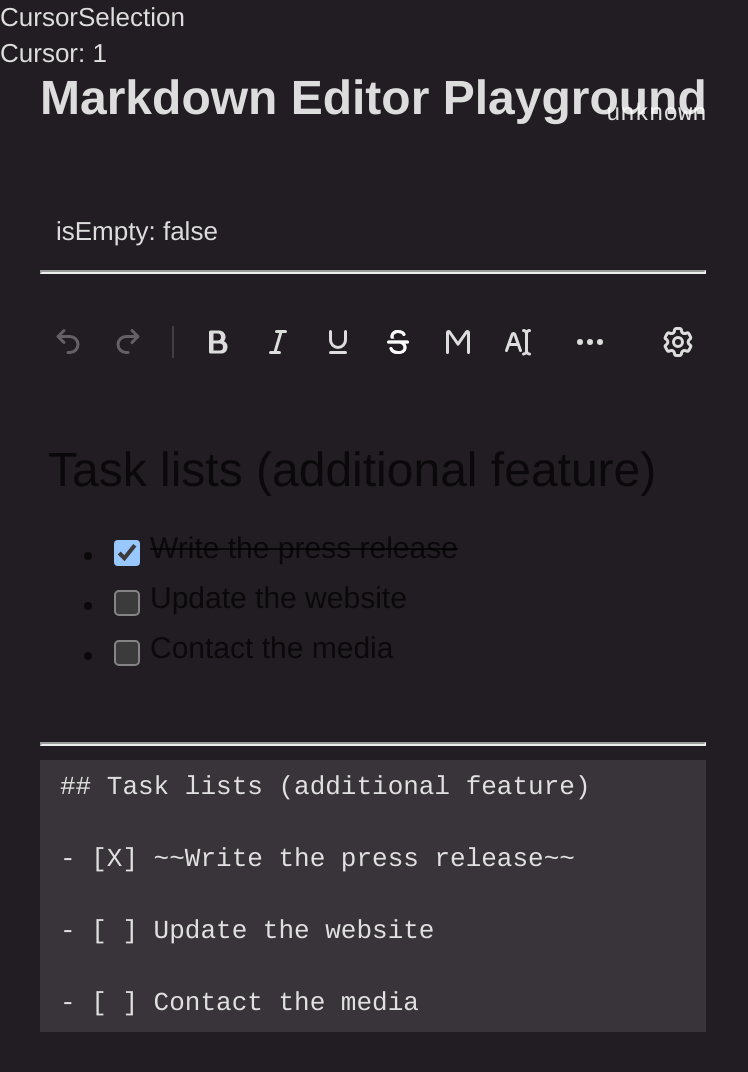 CursorSelection
Cursor: 1
Markdown Editor Playground
unknown
isEmpty: false
Task lists (additional feature)
Write the press release
Update the website
Contact the media
## Task lists (additional feature)
- [X] ~~Write the press release~~
- [ ] Update the website
- [ ] Contact the media